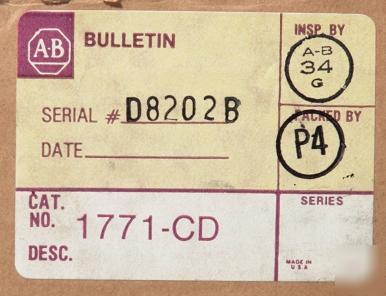 A-B
BULLETIN
INSP. BY
A-B
34
G
SERIAL # D8202B
PACKED BY
P4
DATE
CAT.
NO. 1771-CD
DESC.
SERIES
MADE IN
U S A